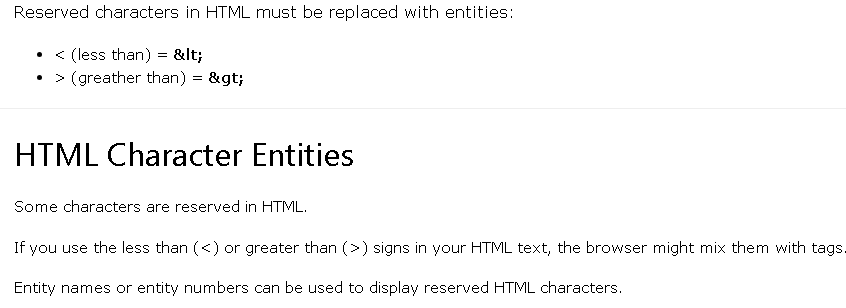 Reserved characters in HTML must be replaced with entities:
• < (less than) = &lt;
• > (greather than) = &gt;
HTML Character Entities
Some characters are reserved in HTML.
If you use the less than (<) or greater than (>) signs in your HTML text, the browser might mix them with tags.
Entity names or entity numbers can be used to display reserved HTML characters.